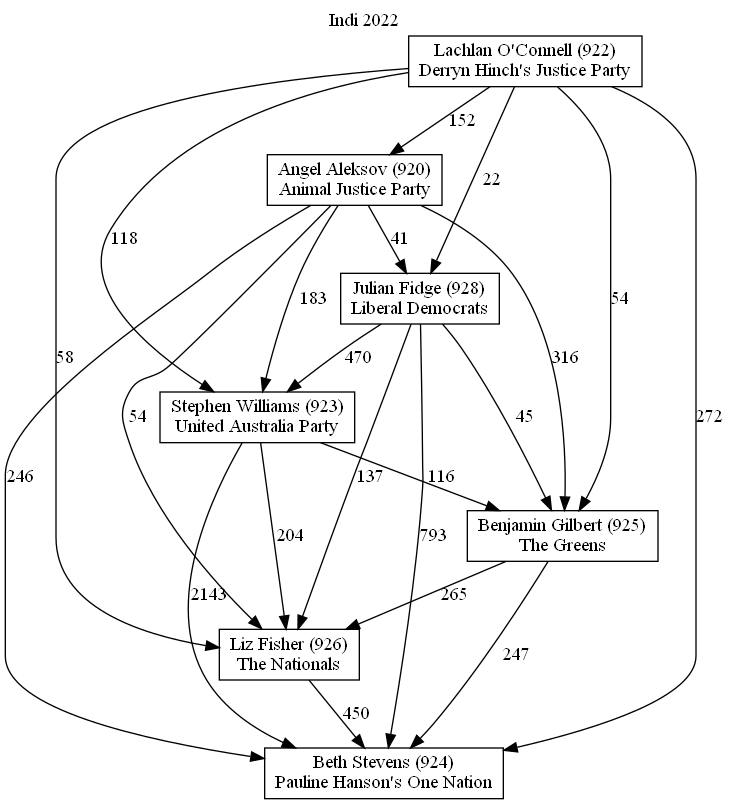 Indi 2022
Lachlan O'Connell (922)
Derryn Hinch's Justice Party
152
Angel Aleksov (920)
Animal Justice Party
22
118
41
183
54
Julian Fidge (928)
Liberal Democrats
58
470
316
Stephen Williams (923)
United Australia Party
54
45
272
246
137
116
793
204
Benjamin Gilbert (925)
The Greens
2143
265
Liz Fisher (926)
The Nationals
247
450
Beth Stevens (924)
Pauline Hanson's One Nation